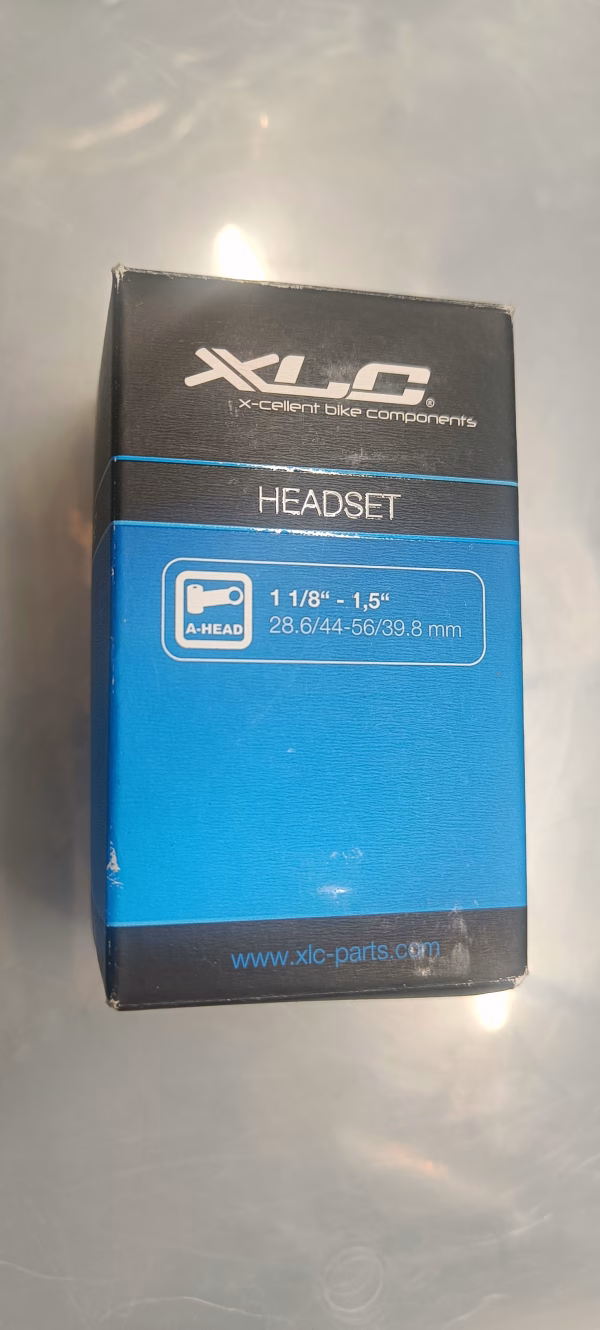 XLC®
x-cellent bike components
HEADSET
A-HEAD
1 1/8“ - 1,5“
28.6/44-56/39.8 mm
www.xlc-parts.com